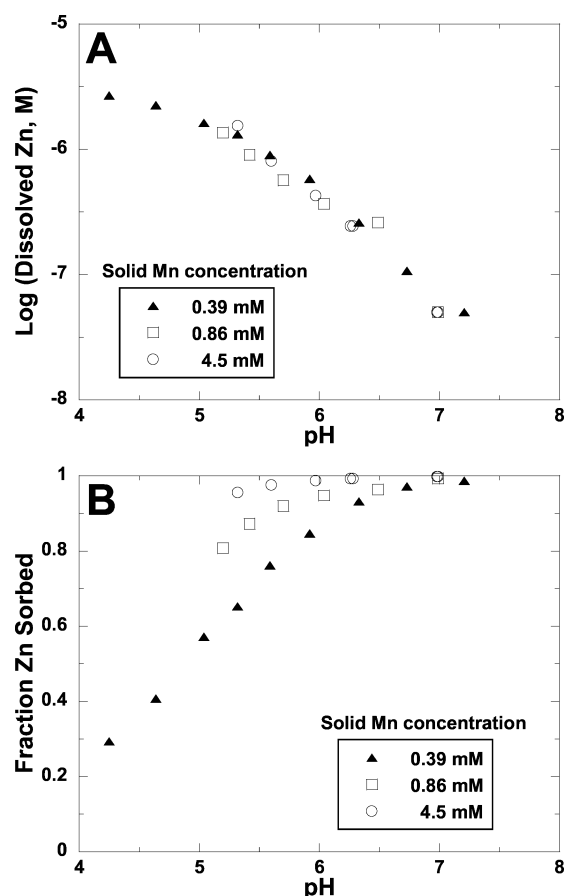 A
-5
-6
-7
-8
Log (Dissolved Zn, M)
Solid Mn concentration
0.39 mM
0.86 mM
4.5 mM
4 5 6 7 8
pH
B
1
0.8
0.6
0.4
0.2
0
Fraction Zn Sorbed
Solid Mn concentration
0.39 mM
0.86 mM
4.5 mM
4 5 6 7 8
pH